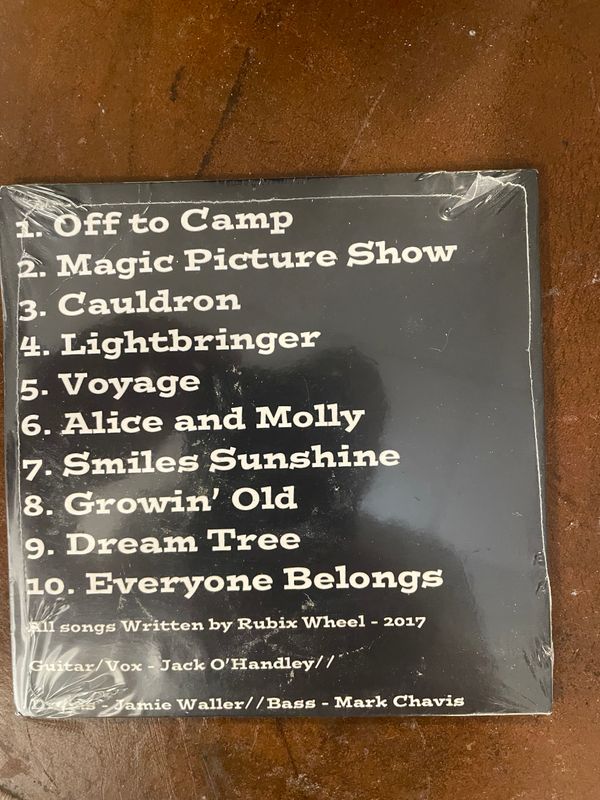 1. Off to Camp
2. Magic Picture Show
3. Cauldron
4. Lightbringer
5. Voyage
6. Alice and Molly
7. Smiles Sunshine
8. Growin' Old
9. Dream Tree
10. Everyone Belongs
All songs Written by Rubix Wheel - 2017
Guitar/Vox - Jack O'Handley//
Drums - Jamie Waller//Bass - Mark Chavis